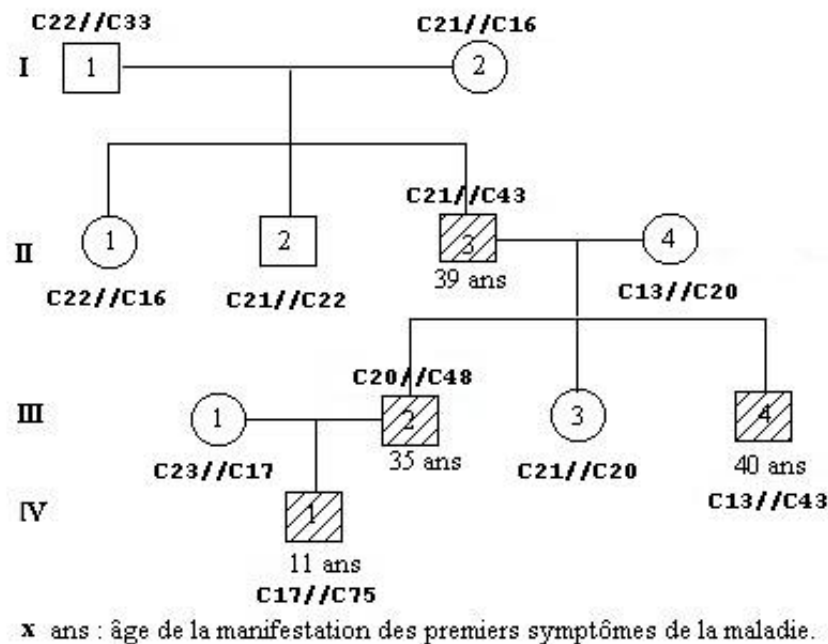 C22//C33 C21//C16
I 1 2
C21//C43
II 1 2 3 4
39 ans
C22//C16 C21//C22 C13//C20
C20//C48
III 1 2 3 4
C23//C17 35 ans C21//C20 40 ans
C13//C43
IV 1
11 ans
C17//C75
x ans : âge de la manifestation des premiers symptômes de la maladie.